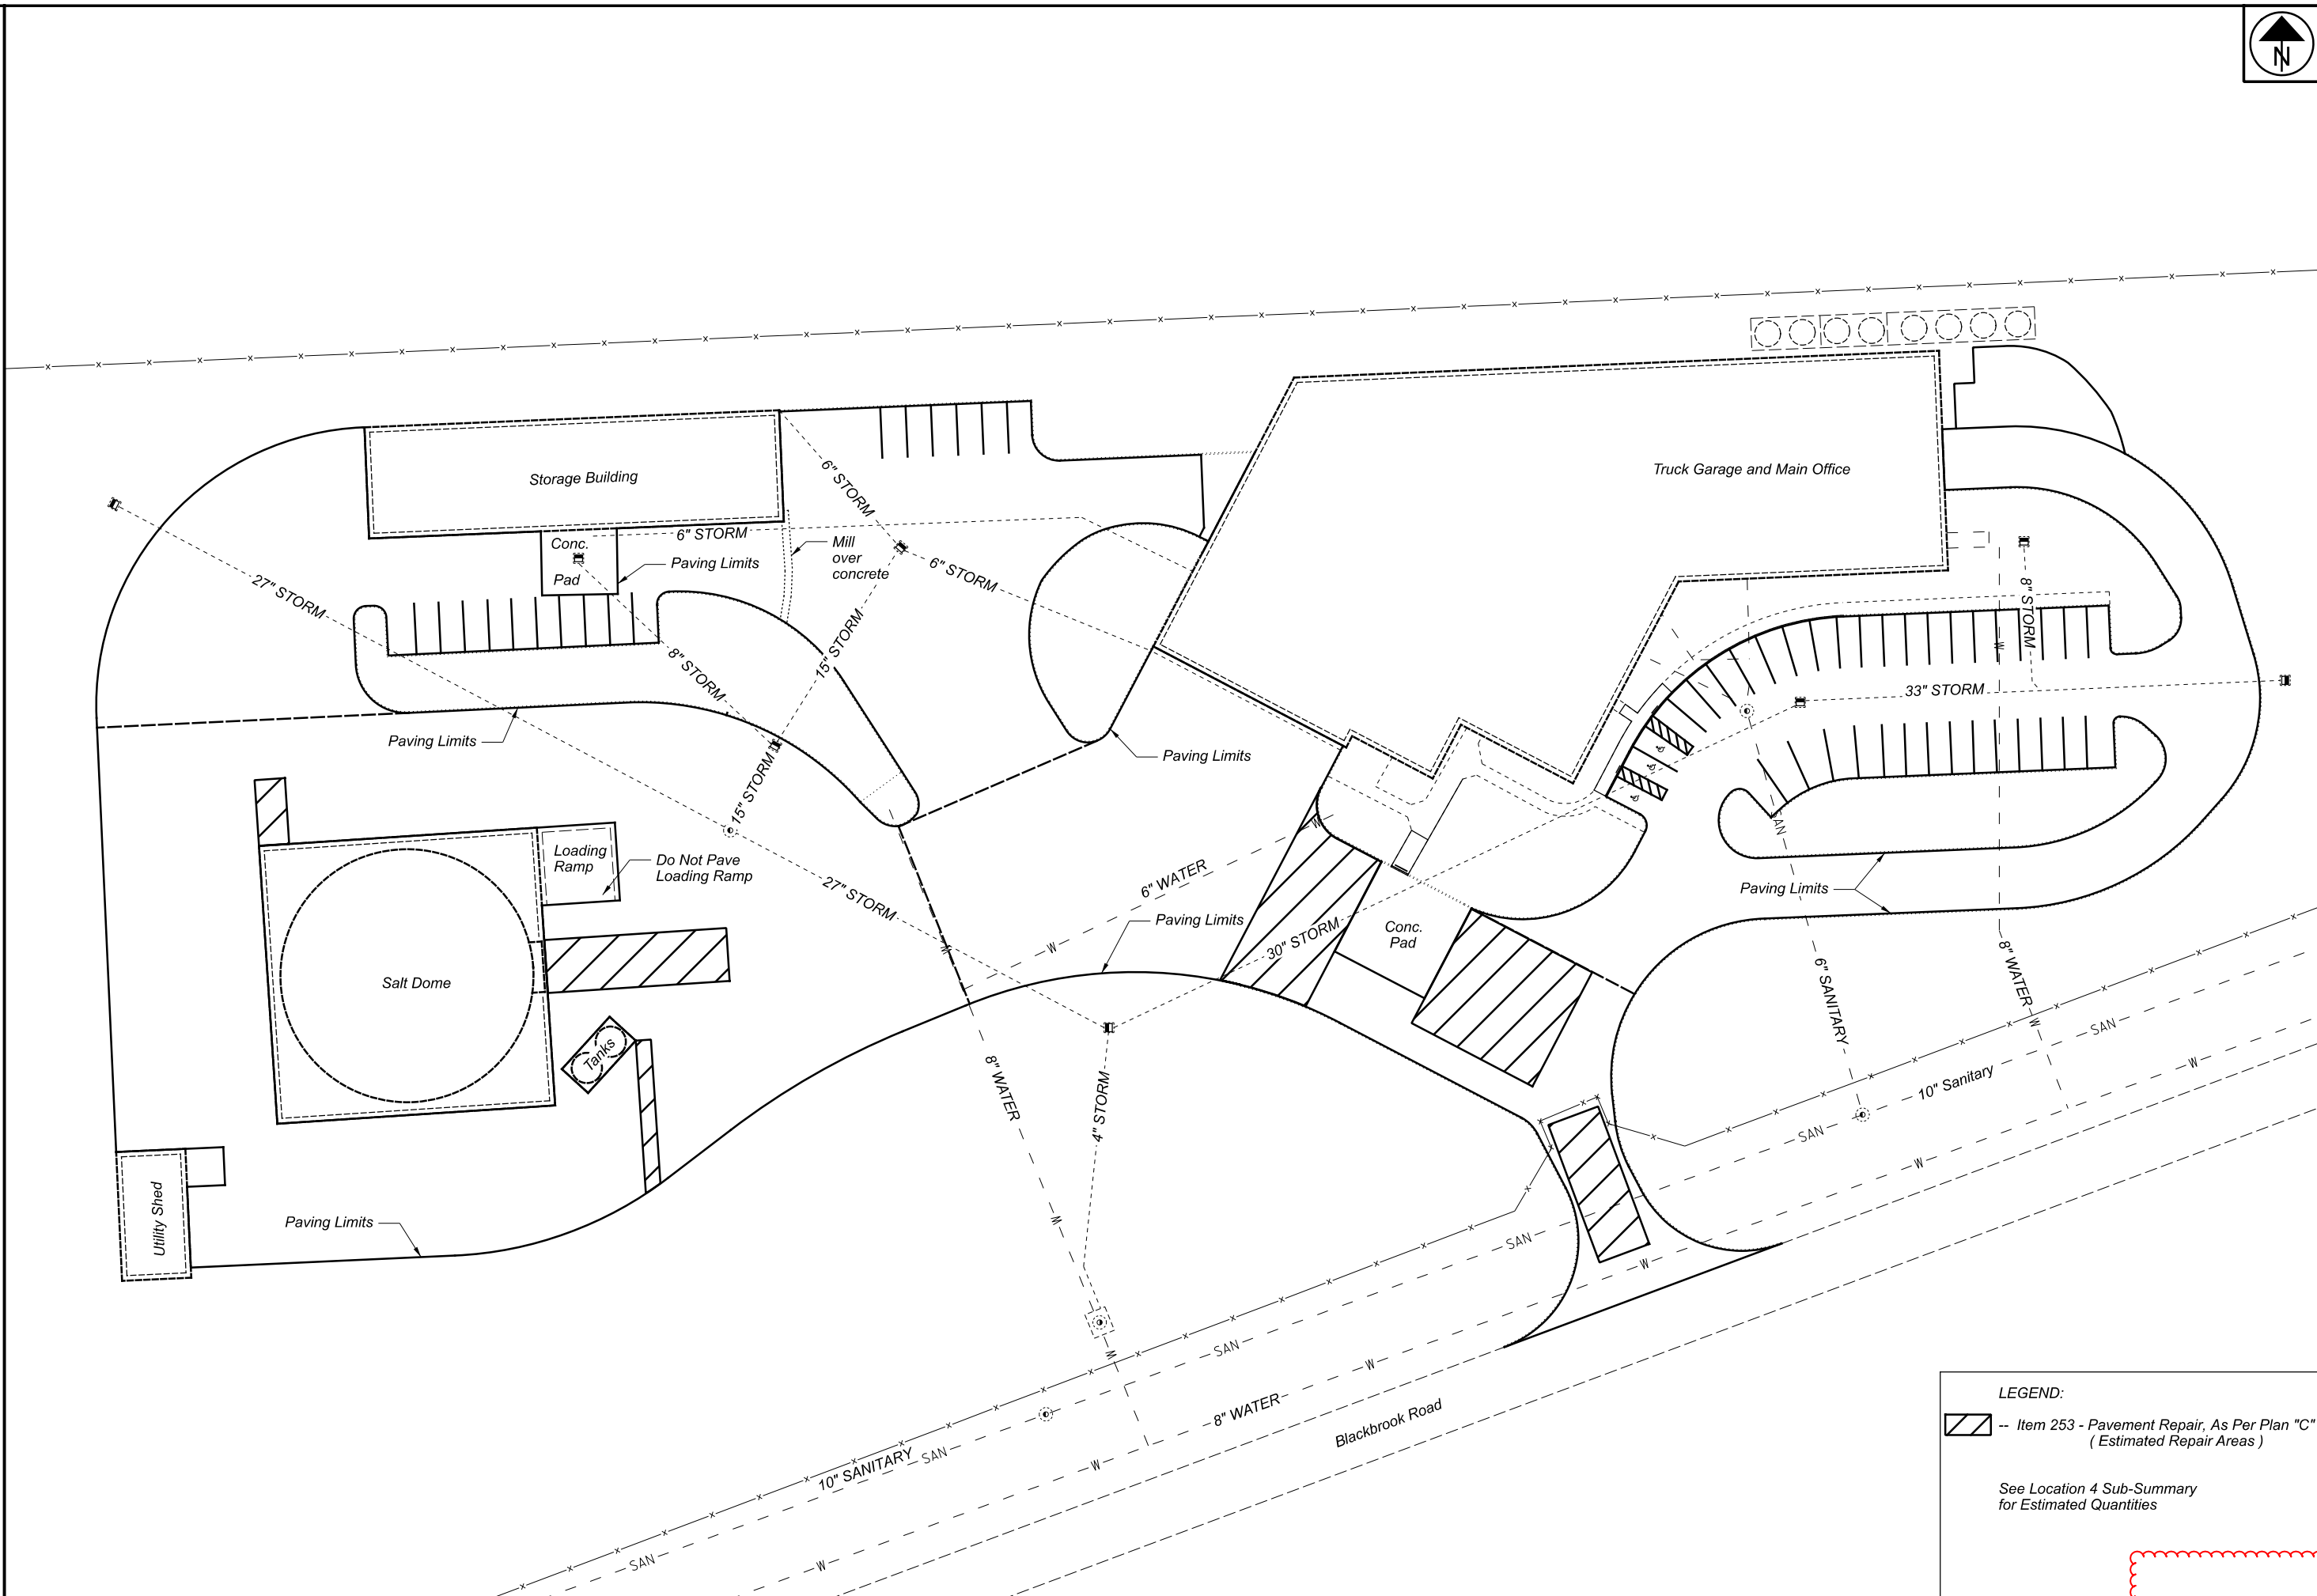 N
Storage Building
Truck Garage and Main Office
6" STORM
6" STORM
Conc.
Pad
Mill
over
concrete
Paving Limits
6" STORM
27" STORM
8" STORM
15" STORM
8" STORM
33" STORM
W
Paving Limits
Paving Limits
15" STORM
SAN
W
Loading
Ramp
Do Not Pave
Loading Ramp
6" WATER
27" STORM
Paving Limits
Paving Limits
30" STORM
Conc.
Pad
W
W
Salt Dome
6" SANITARY
8" WATER
W
SAN
Tanks
8" WATER
4" STORM
10" Sanitary
SAN
W
W
Utility Shed
Paving Limits
W
SAN
W
W
SAN
W
8" WATER
Blackbrook Road
10" SANITARY
SAN
W
SAN
W
LEGEND:
-- Item 253 - Pavement Repair, As Per Plan "C"
( Estimated Repair Areas )
See Location 4 Sub-Summary
for Estimated Quantities